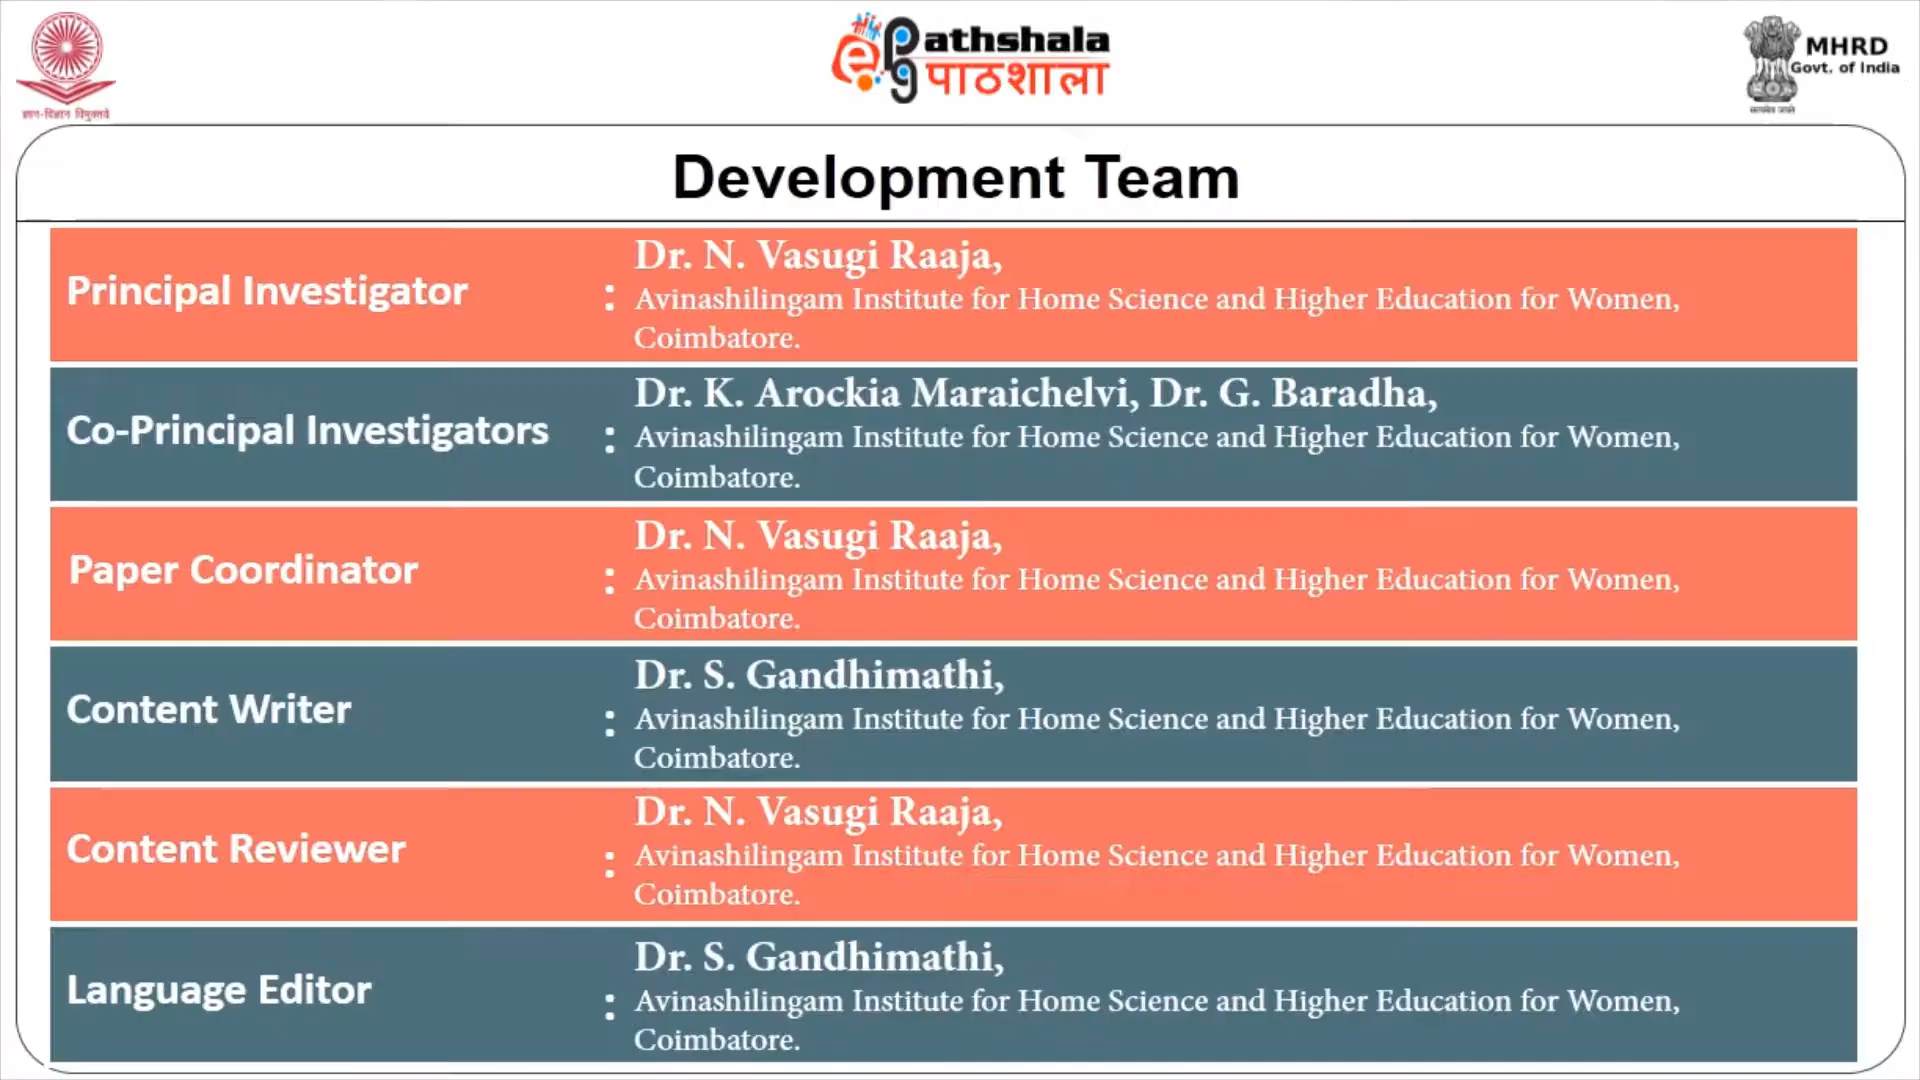 ज्ञान-विज्ञान विमुक्तये
ePathshala
पाठशाला
MHRD
Govt. of India
सत्यमेव जयते
Development Team
Principal Investigator : Dr. N. Vasugi Raaja,
Avinashilingam Institute for Home Science and Higher Education for Women,
Coimbatore.
Co-Principal Investigators : Dr. K. Arockia Maraichelvi, Dr. G. Baradha,
Avinashilingam Institute for Home Science and Higher Education for Women,
Coimbatore.
Paper Coordinator : Dr. N. Vasugi Raaja,
Avinashilingam Institute for Home Science and Higher Education for Women,
Coimbatore.
Content Writer : Dr. S. Gandhimathi,
Avinashilingam Institute for Home Science and Higher Education for Women,
Coimbatore.
Content Reviewer : Dr. N. Vasugi Raaja,
Avinashilingam Institute for Home Science and Higher Education for Women,
Coimbatore.
Language Editor : Dr. S. Gandhimathi,
Avinashilingam Institute for Home Science and Higher Education for Women,
Coimbatore.